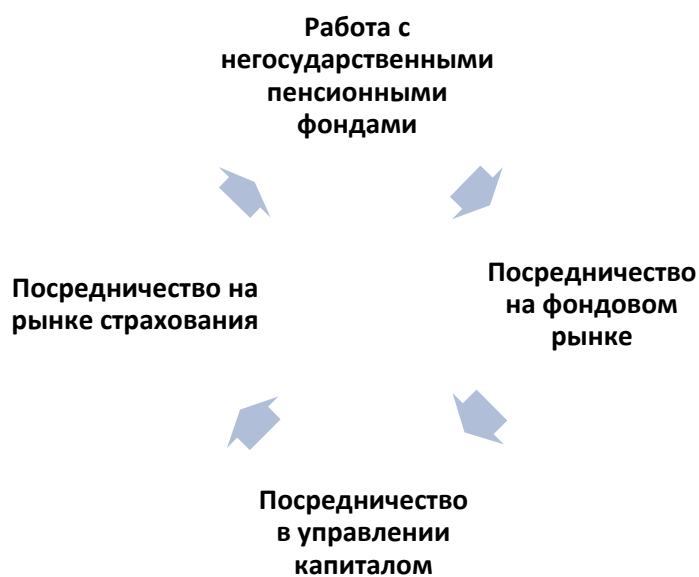 Работа с
негосударственными
пенсионными
фондами
Посредничество на
рынке страхования
Посредничество
на фондовом
рынке
Посредничество
в управлении
капиталом